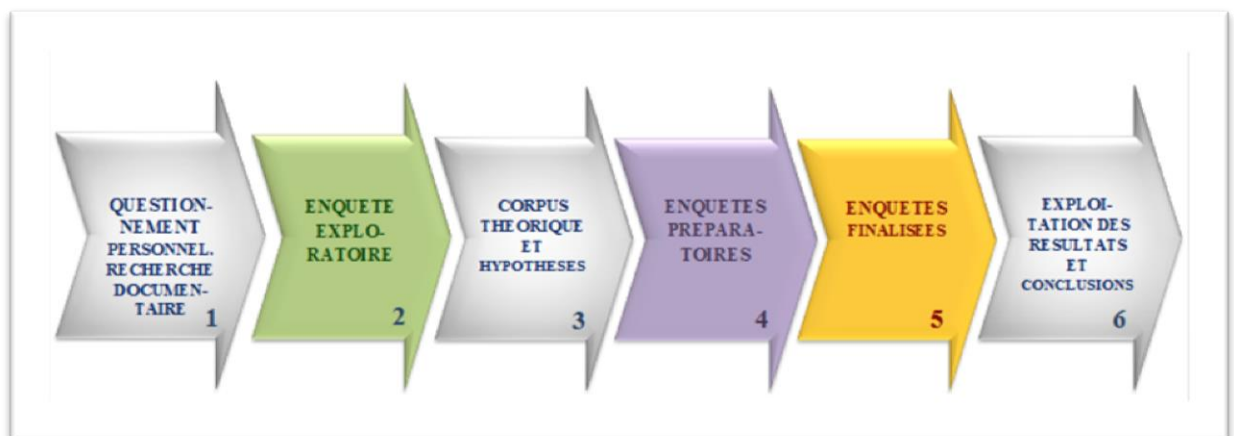 QUESTION-
NEMENT
PERSONNEL.
RECHERCHE
DOCUMEN-
TAIRE
1
ENQUETE
EXPLO-
RATOIRE
2
CORPUS
THEORIQUE
ET
HYPOTHESES
3
ENQUETES
PREPARA-
TOIRES
4
ENQUETES
FINALISEES
5
EXPLOI-
TATION DES
RESULTATS
ET
CONCLUSIONS
6